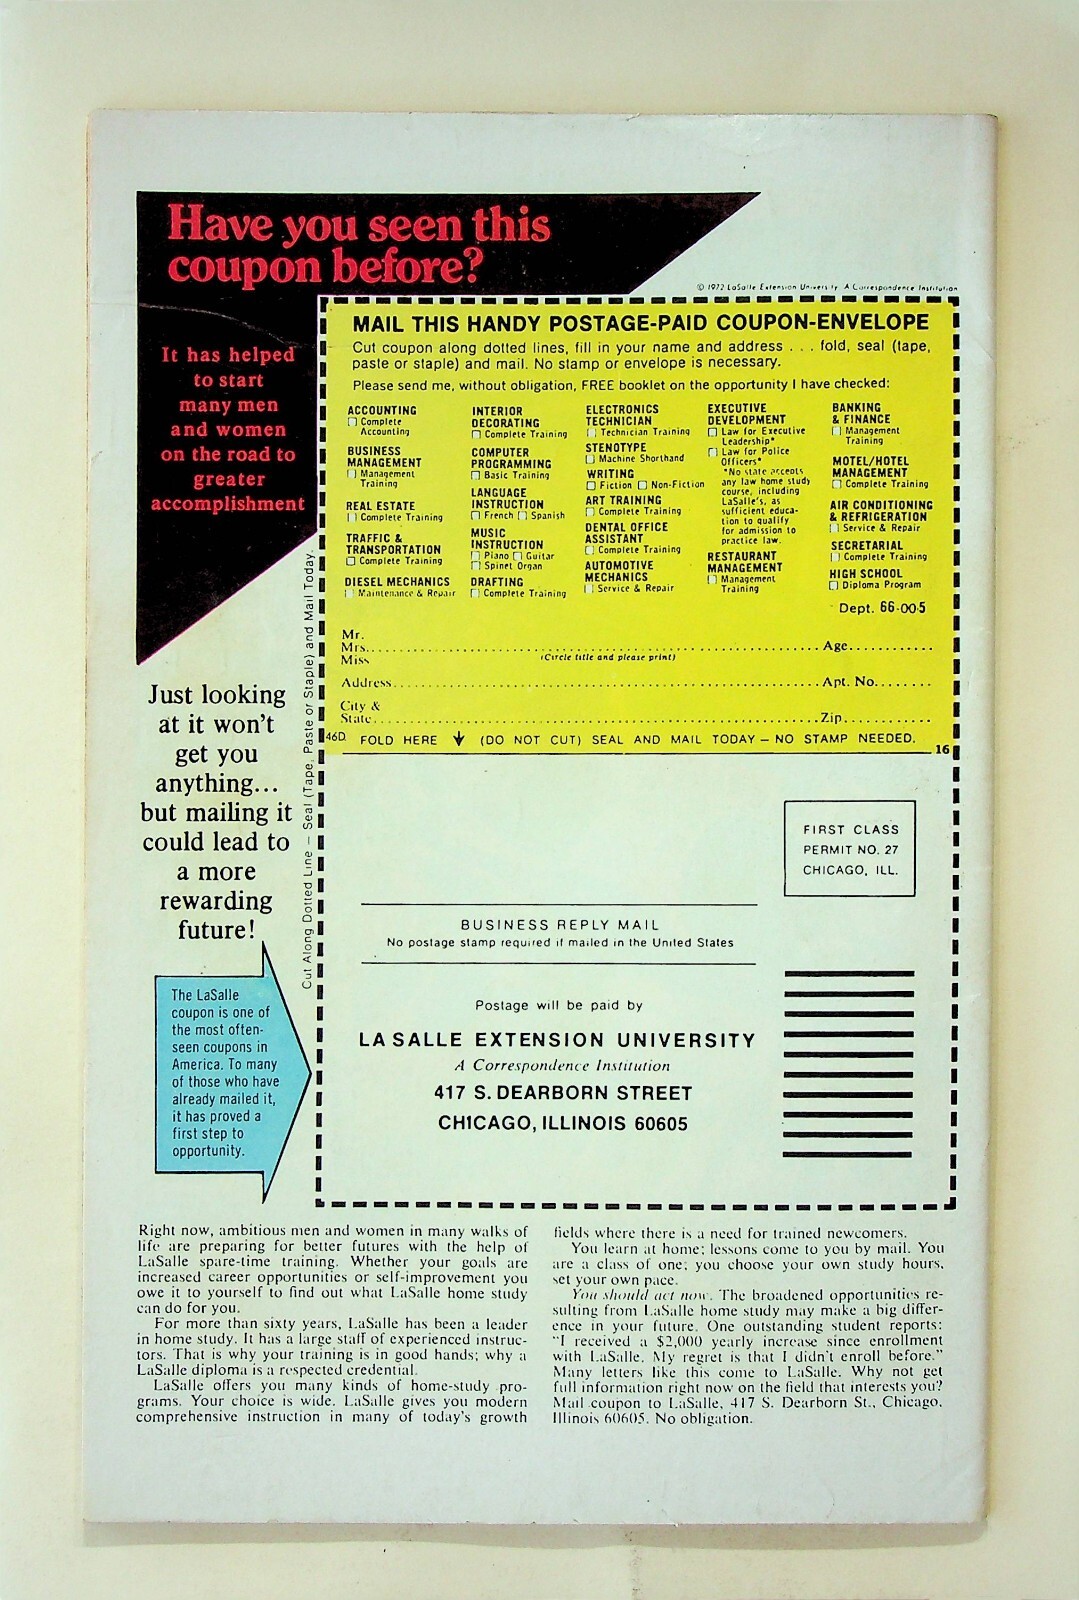 Have you seen this
coupon before?
© 1972 LaSalle Extension University A Correspondence Institution
It has helped
to start
many men
and women
on the road to
greater
accomplishment
Just looking
at it won't
get you
anything...
but mailing it
could lead to
a more
rewarding
future!
The LaSalle
coupon is one of
the most often-
seen coupons in
America. To many
of those who have
already mailed it,
it has proved a
first step to
opportunity.
Cut Along Dotted Line – Seal (Tape, Paste or Staple) and Mail Today.
MAIL THIS HANDY POSTAGE-PAID COUPON-ENVELOPE
Cut coupon along dotted lines, fill in your name and address . . . fold, seal (tape,
paste or staple) and mail. No stamp or envelope is necessary.
Please send me, without obligation, FREE booklet on the opportunity I have checked:
ACCOUNTING
Complete
Accounting
BUSINESS
MANAGEMENT
Management
Training
REAL ESTATE
Complete Training
TRAFFIC &
TRANSPORTATION
Complete Training
DIESEL MECHANICS
Maintenance & Repair
INTERIOR
DECORATING
Complete Training
COMPUTER
PROGRAMMING
Basic Training
LANGUAGE
INSTRUCTION
French Spanish
MUSIC
INSTRUCTION
Piano Guitar
Spinet Organ
DRAFTING
Complete Training
ELECTRONICS
TECHNICIAN
Technician Training
STENOTYPE
Machine Shorthand
WRITING
Fiction Non-Fiction
ART TRAINING
Complete Training
DENTAL OFFICE
ASSISTANT
Complete Training
AUTOMOTIVE
MECHANICS
Service & Repair
EXECUTIVE
DEVELOPMENT
Law for Executive
Leadership*
Law for Police
Officers*
*No state accepts
any law home study
course, including
LaSalle's, as
sufficient educa-
tion to qualify
for admission to
practice law.
RESTAURANT
MANAGEMENT
Management
Training
BANKING
& FINANCE
Management
Training
MOTEL/HOTEL
MANAGEMENT
Complete Training
AIR CONDITIONING
& REFRIGERATION
Service & Repair
SECRETARIAL
Complete Training
HIGH SCHOOL
Diploma Program
Dept. 66-005
Mr.
Mrs. Age
Miss (Circle title and please print)
Address Apt. No.
City &
State Zip
46D FOLD HERE (DO NOT CUT) SEAL AND MAIL TODAY – NO STAMP NEEDED.
16
FIRST CLASS
PERMIT NO. 27
CHICAGO, ILL.
BUSINESS REPLY MAIL
No postage stamp required if mailed in the United States
Postage will be paid by
LA SALLE EXTENSION UNIVERSITY
A Correspondence Institution
417 S. DEARBORN STREET
CHICAGO, ILLINOIS 60605
Right now, ambitious men and women in many walks of
life are preparing for better futures with the help of
LaSalle spare-time training. Whether your goals are
increased career opportunities or self-improvement you
owe it to yourself to find out what LaSalle home study
can do for you.
For more than sixty years, LaSalle has been a leader
in home study. It has a large staff of experienced instruc-
tors. That is why your training is in good hands; why a
LaSalle diploma is a respected credential.
LaSalle offers you many kinds of home-study pro-
grams. Your choice is wide. LaSalle gives you modern
comprehensive instruction in many of today's growth
fields where there is a need for trained newcomers.
You learn at home; lessons come to you by mail. You
are a class of one; you choose your own study hours,
set your own pace.
You should act now. The broadened opportunities re-
sulting from LaSalle home study may make a big differ-
ence in your future. One outstanding student reports:
"I received a $2,000 yearly increase since enrollment
with LaSalle. My regret is that I didn't enroll before."
Many letters like this come to LaSalle. Why not get
full information right now on the field that interests you?
Mail coupon to LaSalle, 417 S. Dearborn St., Chicago,
Illinois 60605. No obligation.